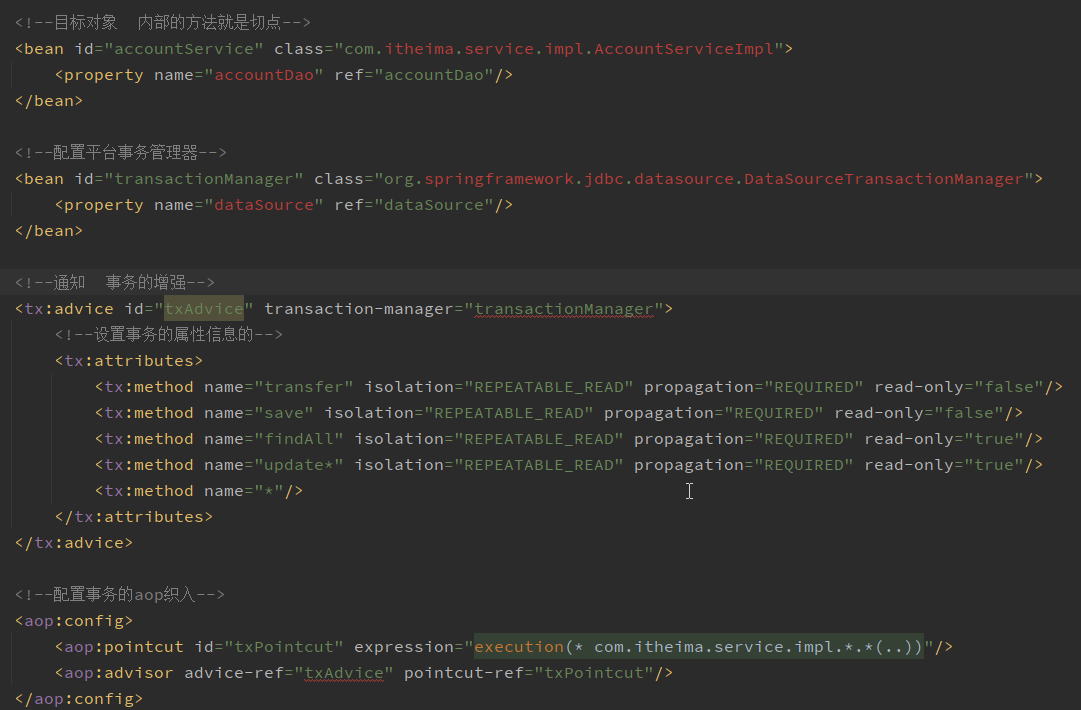 <!--目标对象  内部的方法就是切点-->
<bean id="accountService" class="com.itheima.service.impl.AccountServiceImpl">
    <property name="accountDao" ref="accountDao"/>
</bean>

<!--配置平台事务管理器-->
<bean id="transactionManager" class="org.springframework.jdbc.datasource.DataSourceTransactionManager">
    <property name="dataSource" ref="dataSource"/>
</bean>

<!--通知  事务的增强-->
<tx:advice id="txAdvice" transaction-manager="transactionManager">
    <!--设置事务的属性信息的-->
    <tx:attributes>
        <tx:method name="transfer" isolation="REPEATABLE_READ" propagation="REQUIRED" read-only="false"/>
        <tx:method name="save" isolation="REPEATABLE_READ" propagation="REQUIRED" read-only="false"/>
        <tx:method name="findAll" isolation="REPEATABLE_READ" propagation="REQUIRED" read-only="true"/>
        <tx:method name="update*" isolation="REPEATABLE_READ" propagation="REQUIRED" read-only="true"/>
        <tx:method name="*"/>
    </tx:attributes>
</tx:advice>

<!--配置事务的aop织入-->
<aop:config>
    <aop:pointcut id="txPointcut" expression="execution(* com.itheima.service.impl.*.*(..))"/>
    <aop:advisor advice-ref="txAdvice" pointcut-ref="txPointcut"/>
</aop:config>